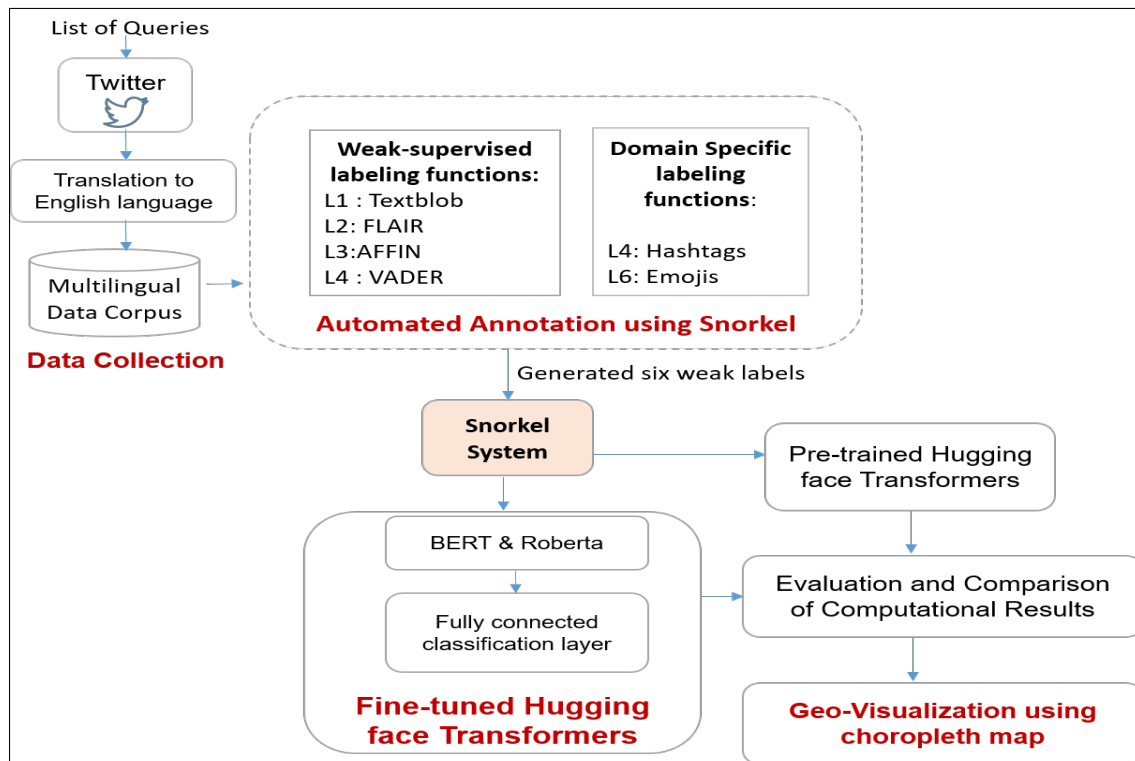 List of Queries
Twitter
Translation to
English language
Multilingual
Data Corpus
Data Collection
Weak-supervised
labeling functions:
L1 : Textblob
L2: FLAIR
L3:AFFIN
L4 : VADER
Domain Specific
labeling
functions:
L4: Hashtags
L6: Emojis
Automated Annotation using Snorkel
Generated six weak labels
Snorkel
System
Pre-trained Hugging
face Transformers
BERT & Roberta
Fully connected
classification layer
Fine-tuned Hugging
face Transformers
Evaluation and Comparison
of Computational Results
Geo-Visualization using
choropleth map